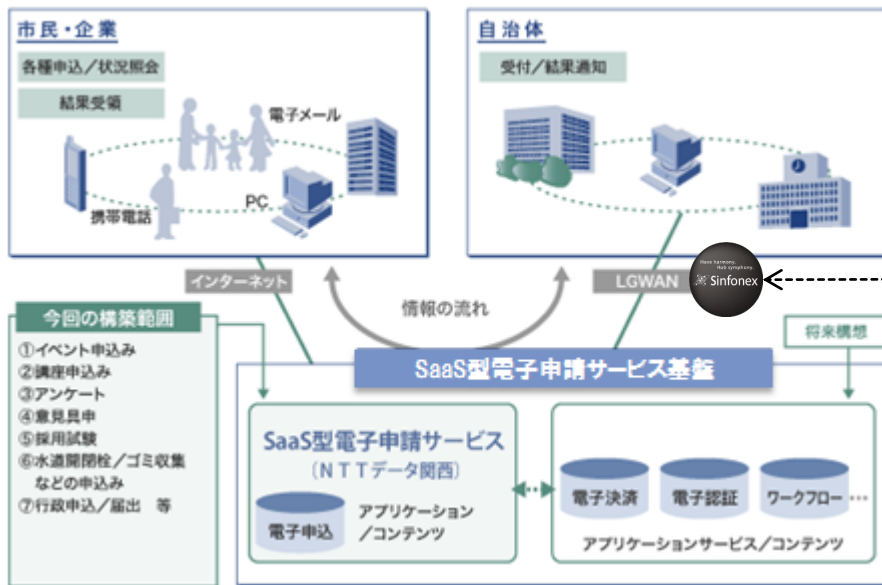 市民・企業
各種申込／状況照会
結果受領
電子メール
携帯電話
PC
自治体
受付／結果通知
インターネット
情報の流れ
LGWAN
Have harmony.
Hub symphony.
Sinfonex
今回の構築範囲
①イベント申込み
②講座申込み
③アンケート
④意見具申
⑤採用試験
⑥水道開閉栓／ゴミ収集
などの申込み
⑦行政申込／届出　等
将来構想
SaaS型電子申請サービス基盤
SaaS型電子申請サービス
（NTTデータ関西）
電子申込
アプリケーション
／コンテンツ
電子決済
電子認証
ワークフロー…
アプリケーションサービス／コンテンツ